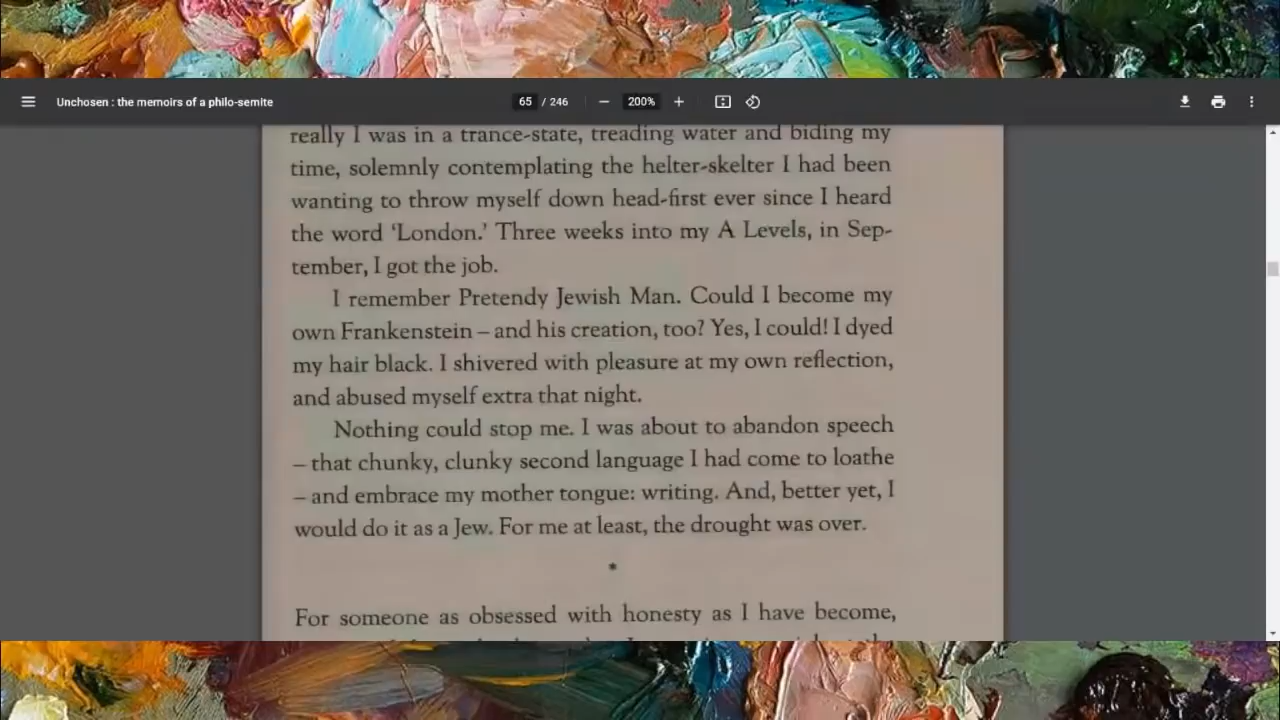 Unchosen : the memoirs of a philo-semite
65 / 246
200%
really I was in a trance-state, treading water and biding my
time, solemnly contemplating the helter-skelter I had been
wanting to throw myself down head-first ever since I heard
the word ‘London.’ Three weeks into my A Levels, in Sep-
tember, I got the job.
I remember Pretendy Jewish Man. Could I become my
own Frankenstein – and his creation, too? Yes, I could! I dyed
my hair black. I shivered with pleasure at my own reflection,
and abused myself extra that night.
Nothing could stop me. I was about to abandon speech
– that chunky, clunky second language I had come to loathe
– and embrace my mother tongue: writing. And, better yet, I
would do it as a Jew. For me at least, the drought was over.
*
For someone as obsessed with honesty as I have become,